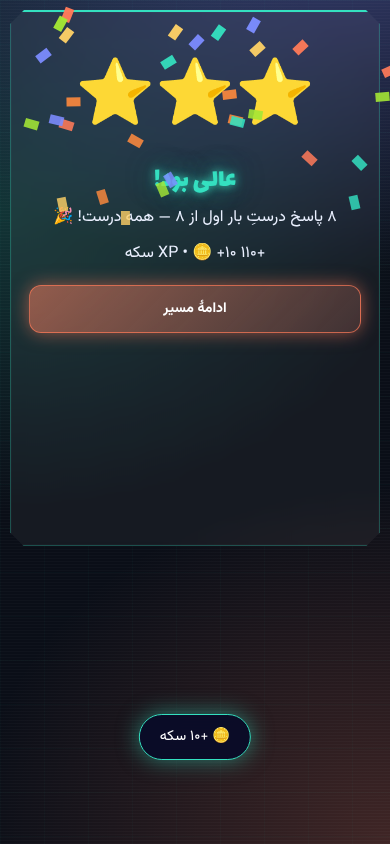 عالی بود!
۸ پاسخ درستِ بار اول از ۸ — همه درست! 🎉
+۱۱۰ XP • 🪙 +۱۰ سکه
ادامهٔ مسیر
🪙 +۱۰ سکه